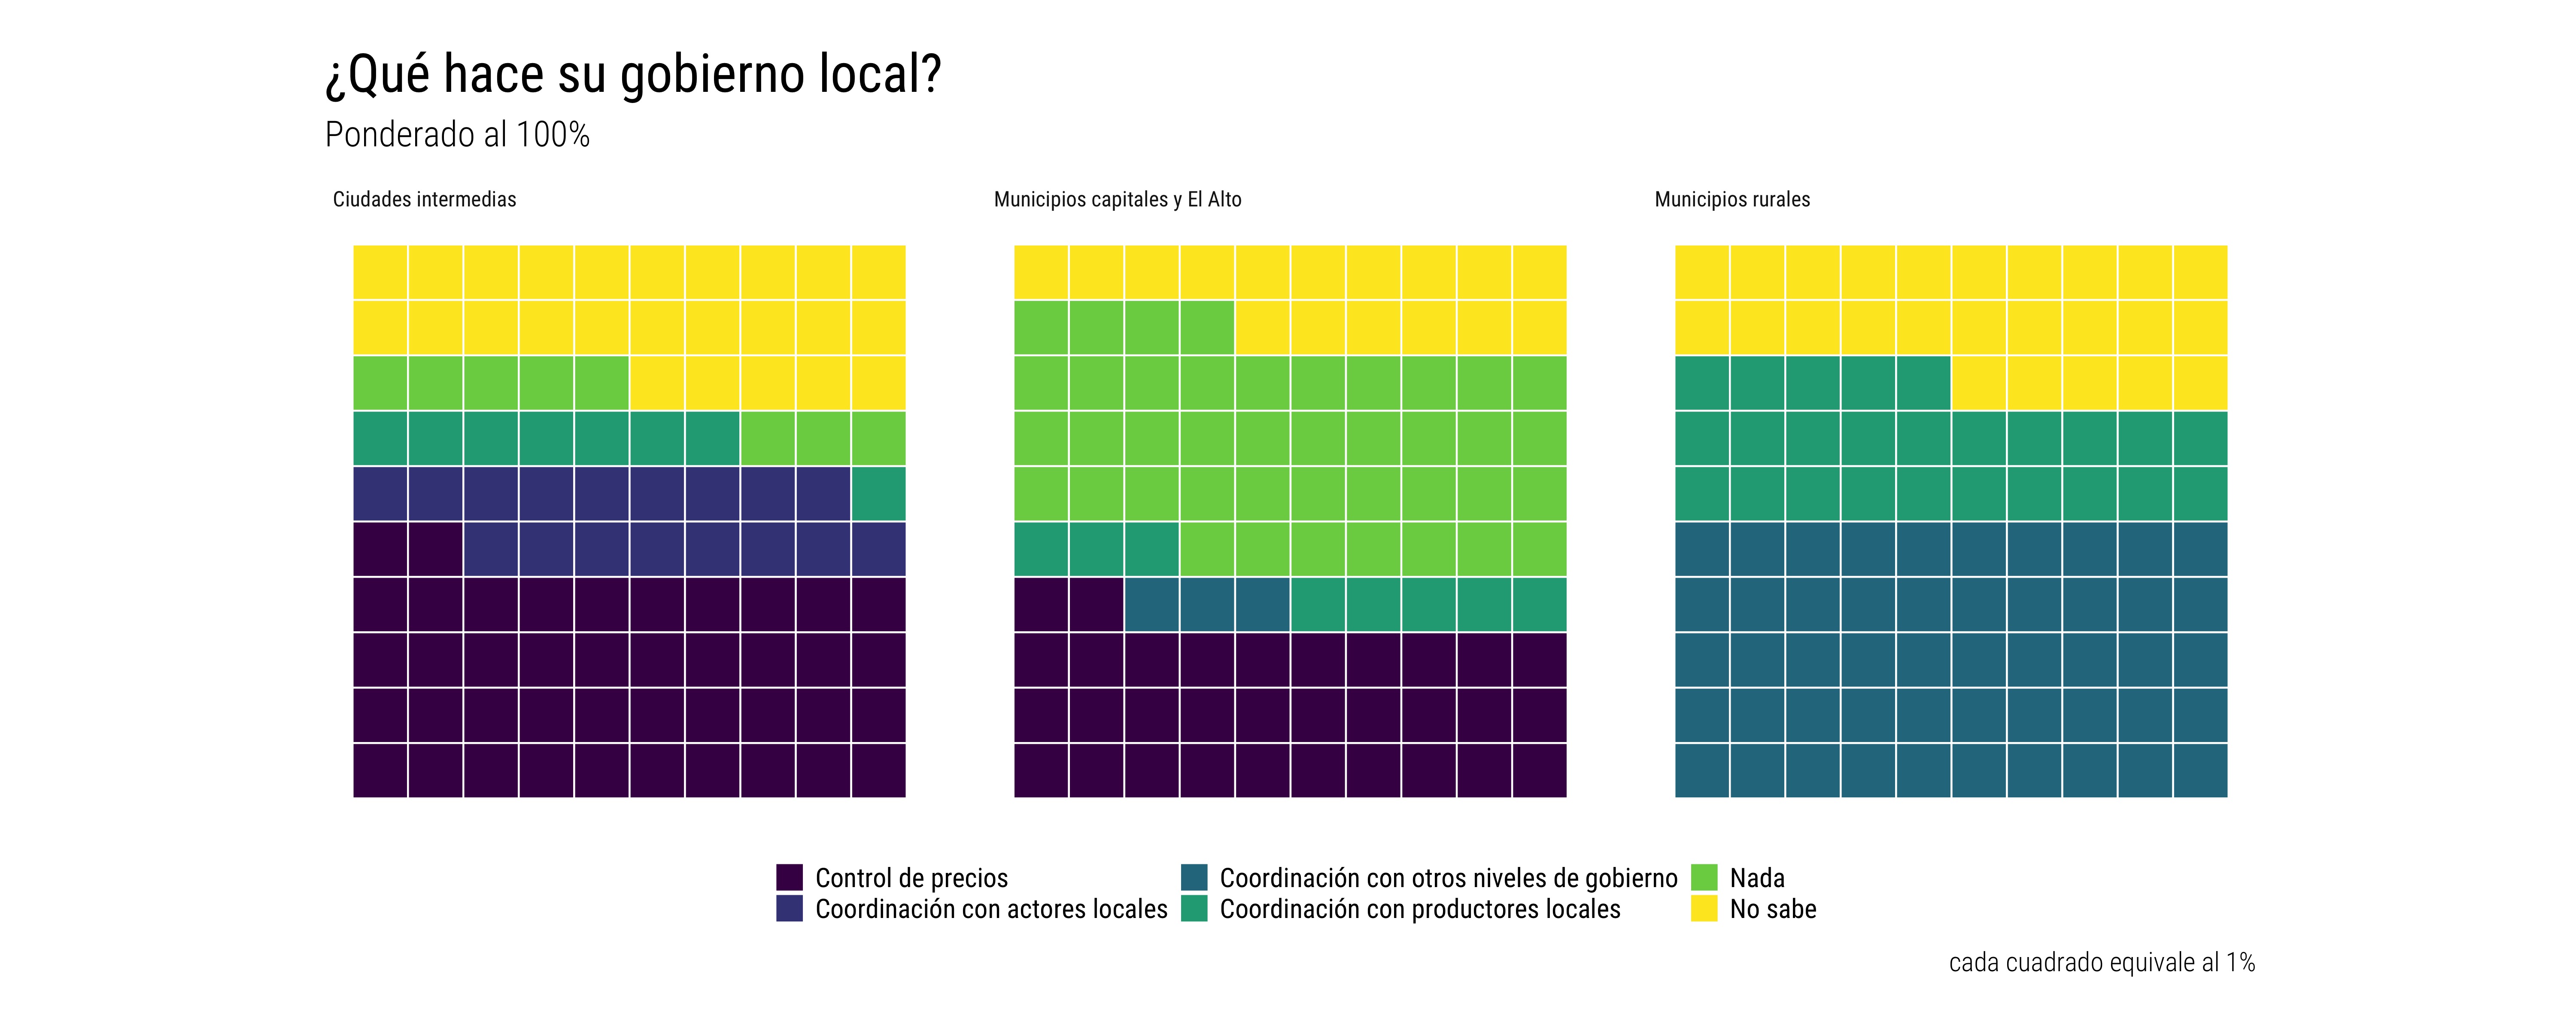 ¿Qué hace su gobierno local?
Ponderado al 100%
Ciudades intermedias
Municipios capitales y El Alto
Municipios rurales
Control de precios
Coordinación con otros niveles de gobierno
Nada
Coordinación con actores locales
Coordinación con productores locales
No sabe
cada cuadrado equivale al 1%